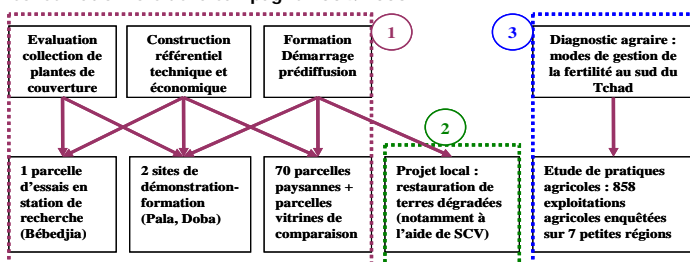 1
3
Evaluation
collection de
plantes de
couverture
Construction
référentiel
technique et
économique
Formation
Démarrage
prédiffusion
Diagnostic agraire :
modes de gestion de
la fertilité au sud du
Tchad
2
1 parcelle
d'essais en
station de
recherche
(Bébedjia)
2 sites de
démonstration-
formation
(Pala, Doba)
70 parcelles
paysannes +
parcelles
vitrines de
comparaison
Projet local :
restauration de
terres dégradées
(notamment à
l'aide de SCV)
Etude de pratiques
agricoles : 858
exploitations
agricoles enquêtées
sur 7 petites régions